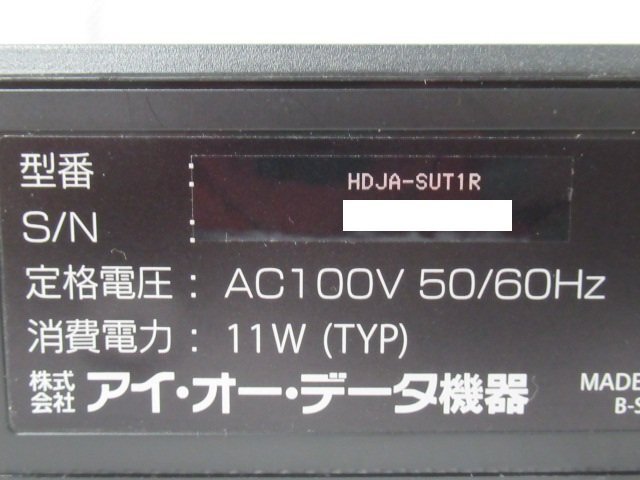 型番 HDJA-SUT1R
S/N
定格電圧： AC100V 50/60Hz
消費電力： 11W (TYP)
株式会社 アイ・オー・データ機器 MADE
B-S